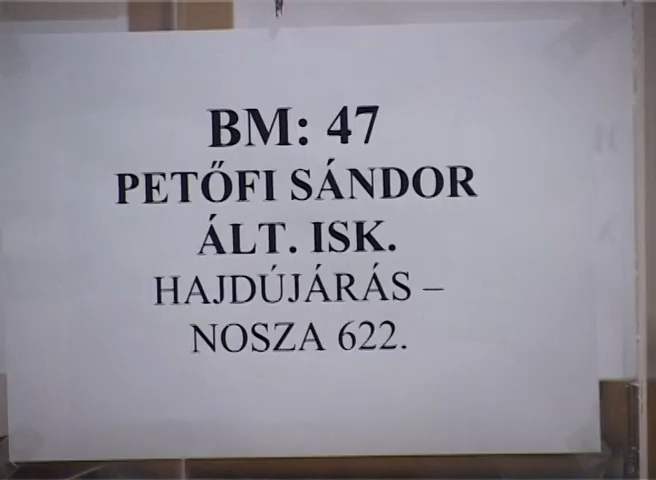 BM: 47
PETŐFI SÁNDOR
ÁLT. ISK.
HAJDÚJÁRÁS –
NOSZA 622.